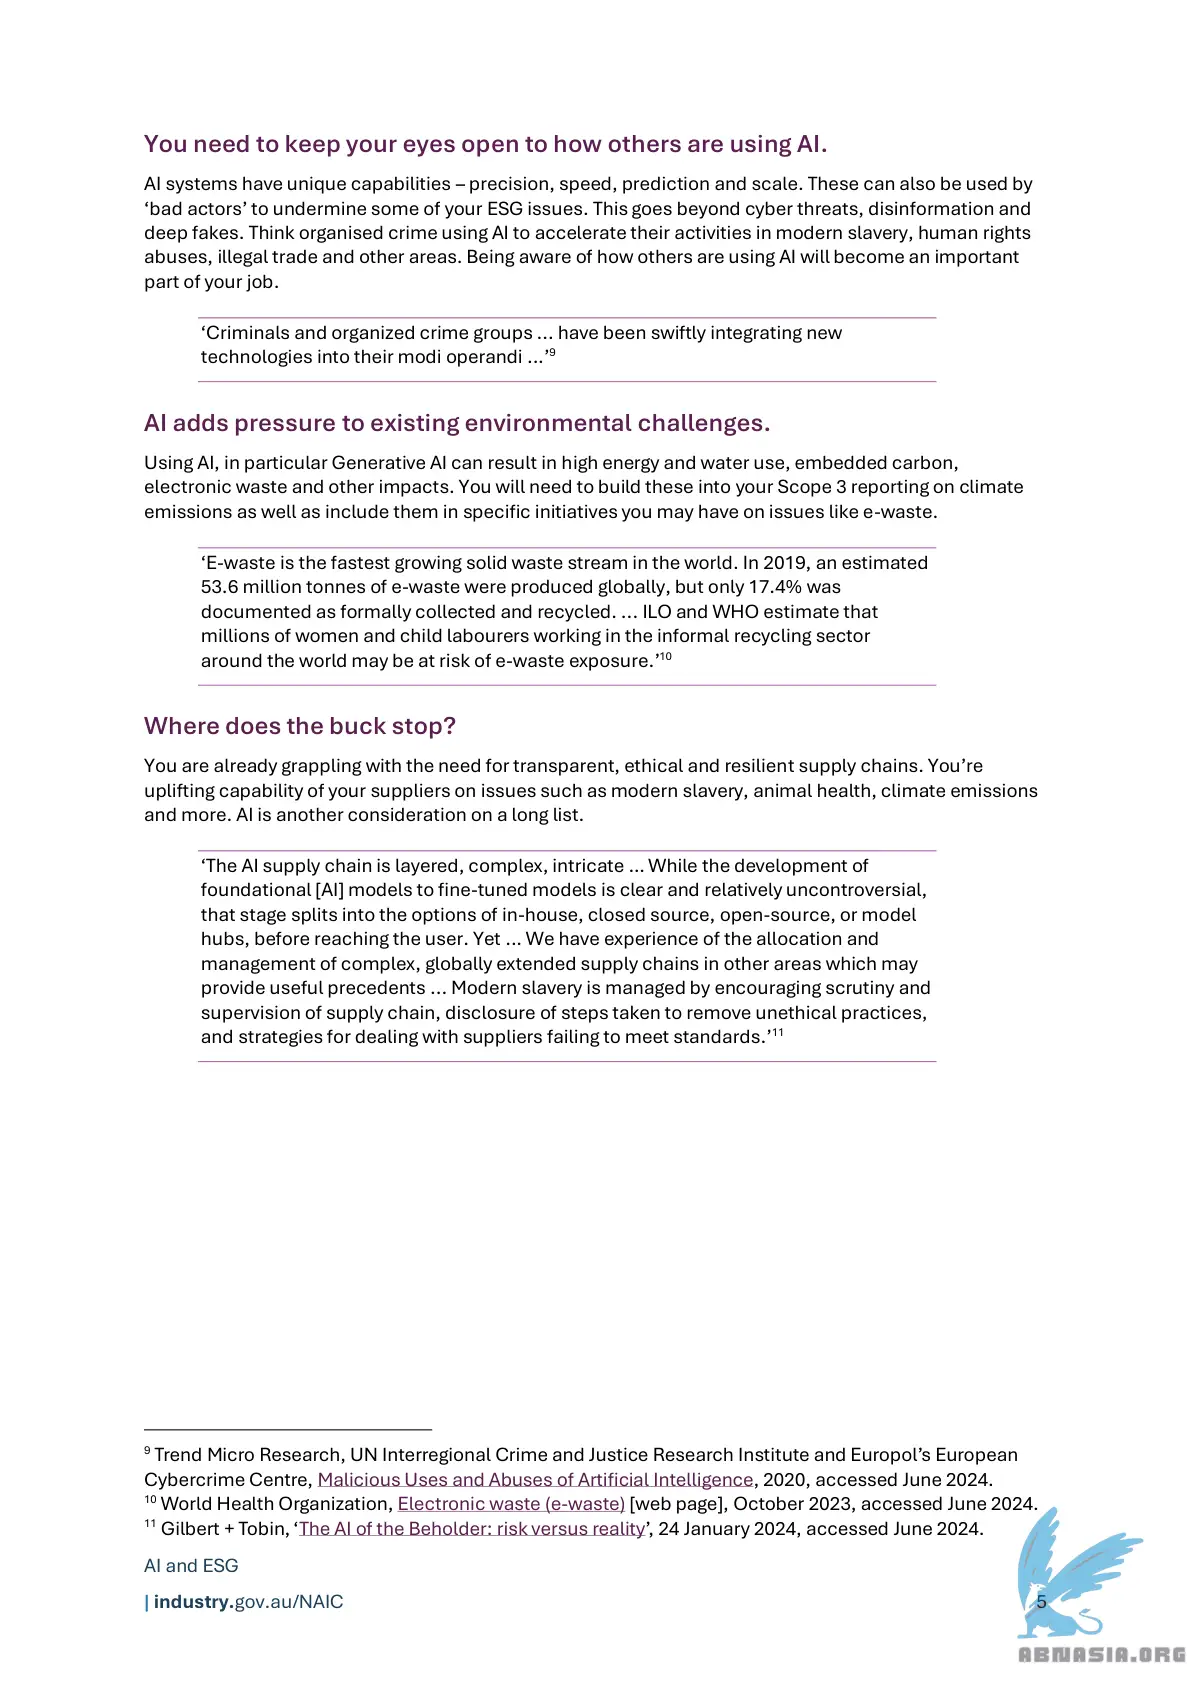 You need to keep your eyes open to how others are using AI.
AI systems have unique capabilities – precision, speed, prediction and scale. These can also be used by
‘bad actors’ to undermine some of your ESG issues. This goes beyond cyber threats, disinformation and
deep fakes. Think organised crime using AI to accelerate their activities in modern slavery, human rights
abuses, illegal trade and other areas. Being aware of how others are using AI will become an important
part of your job.
‘Criminals and organized crime groups ... have been swiftly integrating new
technologies into their modi operandi ...’⁹
AI adds pressure to existing environmental challenges.
Using AI, in particular Generative AI can result in high energy and water use, embedded carbon,
electronic waste and other impacts. You will need to build these into your Scope 3 reporting on climate
emissions as well as include them in specific initiatives you may have on issues like e-waste.
‘E-waste is the fastest growing solid waste stream in the world. In 2019, an estimated
53.6 million tonnes of e-waste were produced globally, but only 17.4% was
documented as formally collected and recycled. ... ILO and WHO estimate that
millions of women and child labourers working in the informal recycling sector
around the world may be at risk of e-waste exposure.’¹⁰
Where does the buck stop?
You are already grappling with the need for transparent, ethical and resilient supply chains. You’re
uplifting capability of your suppliers on issues such as modern slavery, animal health, climate emissions
and more. AI is another consideration on a long list.
‘The AI supply chain is layered, complex, intricate ... While the development of
foundational [AI] models to fine-tuned models is clear and relatively uncontroversial,
that stage splits into the options of in-house, closed source, open-source, or model
hubs, before reaching the user. Yet ... We have experience of the allocation and
management of complex, globally extended supply chains in other areas which may
provide useful precedents ... Modern slavery is managed by encouraging scrutiny and
supervision of supply chain, disclosure of steps taken to remove unethical practices,
and strategies for dealing with suppliers failing to meet standards.’¹¹
⁹ Trend Micro Research, UN Interregional Crime and Justice Research Institute and Europol’s European
Cybercrime Centre, Malicious Uses and Abuses of Artificial Intelligence, 2020, accessed June 2024.
¹⁰ World Health Organization, Electronic waste (e-waste) [web page], October 2023, accessed June 2024.
¹¹ Gilbert + Tobin, ‘The AI of the Beholder: risk versus reality’, 24 January 2024, accessed June 2024.
AI and ESG
| industry.gov.au/NAIC
5
ABNASIA.ORG